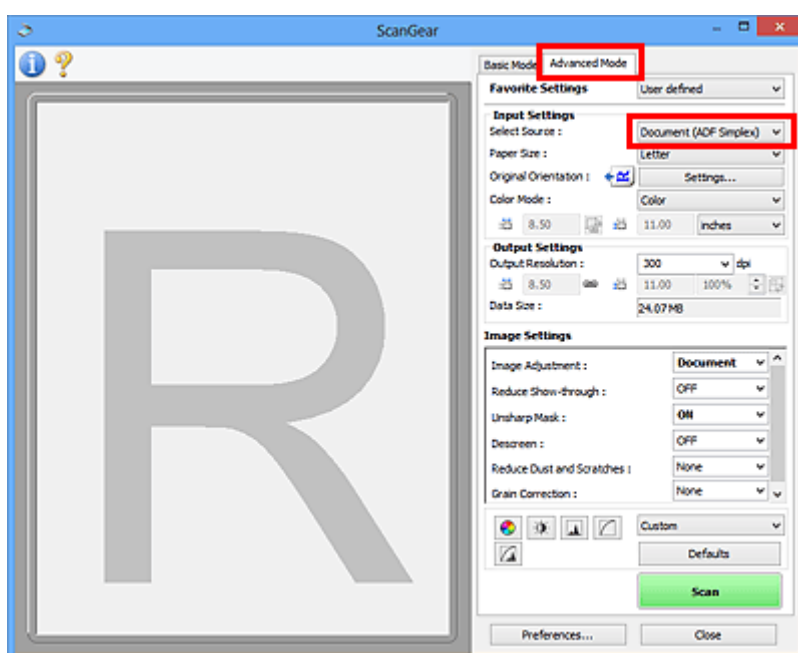 ScanGear
Basic Mode Advanced Mode
Favorite Settings User defined
Input Settings
Select Source : Document (ADF Simplex)
Paper Size : Letter
Original Orientation : Settings...
Color Mode : Color
8.50 11.00 inches
Output Settings
Output Resolution : 300 dpi
8.50 11.00 100%
Data Size : 24.07 MB
Image Settings
Image Adjustment : Document
Reduce Show-through : OFF
Unsharp Mask : ON
Descreen : OFF
Reduce Dust and Scratches : None
Grain Correction : None
Custom
Defaults
Scan
Preferences... Close
R